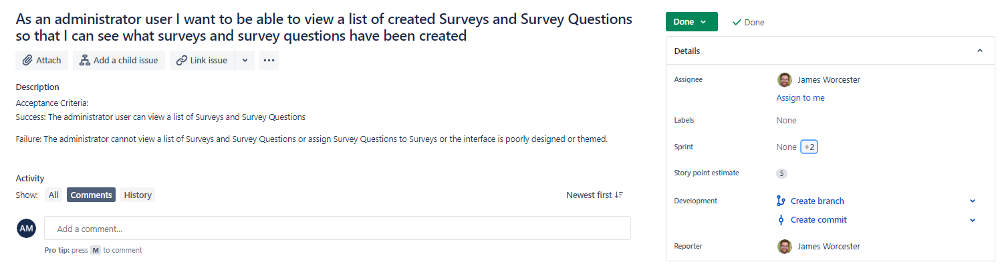 As an administrator user I want to be able to view a list of created Surveys and Survey Questions
so that I can see what surveys and survey questions have been created
Attach
Add a child issue
Link issue
Description
Acceptance Criteria:
Success: The administrator user can view a list of Surveys and Survey Questions
Failure: The administrator cannot view a list of Surveys and Survey Questions or assign Survey Questions to Surveys or the interface is poorly designed or themed.
Activity
Show: All Comments History
Newest first
AM
Add a comment...
Pro tip: press M to comment
Done
Done
Details
Assignee
James Worcester
Assign to me
Labels
None
Sprint
None +2
Story point estimate
5
Development
Create branch
Create commit
Reporter
James Worcester